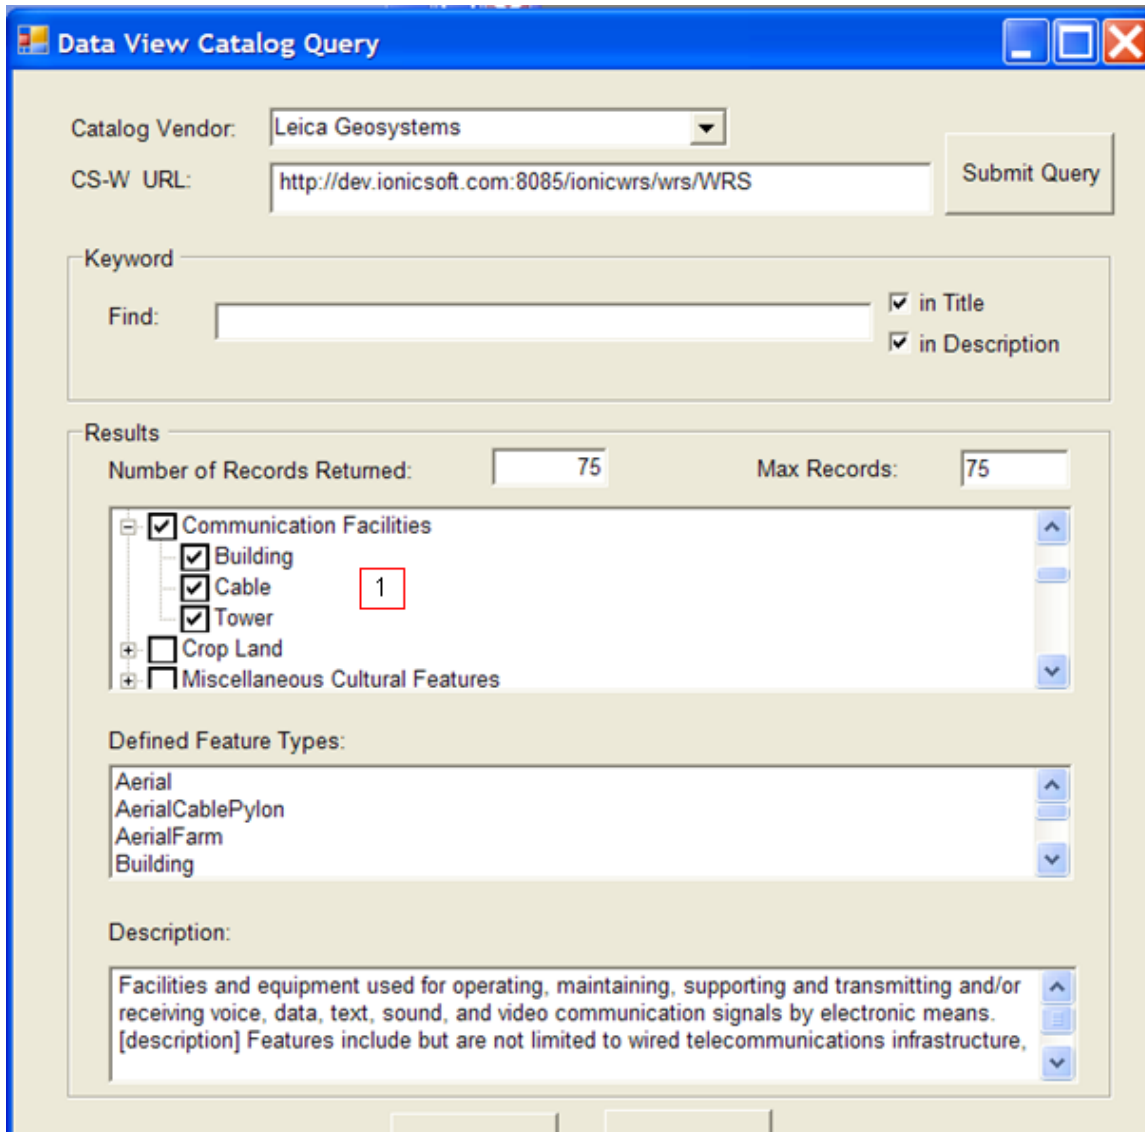 Data View Catalog Query
Catalog Vendor: Leica Geosystems
CS-W URL: http://dev.ionicsoft.com:8085/ionicwrs/wrs/WRS
Submit Query
Keyword
Find:
in Title
in Description
Results
Number of Records Returned: 75 Max Records: 75
Communication Facilities
Building
Cable
1
Tower
Crop Land
Miscellaneous Cultural Features
Defined Feature Types:
Aerial
AerialCablePylon
AerialFarm
Building
Description:
Facilities and equipment used for operating, maintaining, supporting and transmitting and/or
receiving voice, data, text, sound, and video communication signals by electronic means.
[description] Features include but are not limited to wired telecommunications infrastructure,